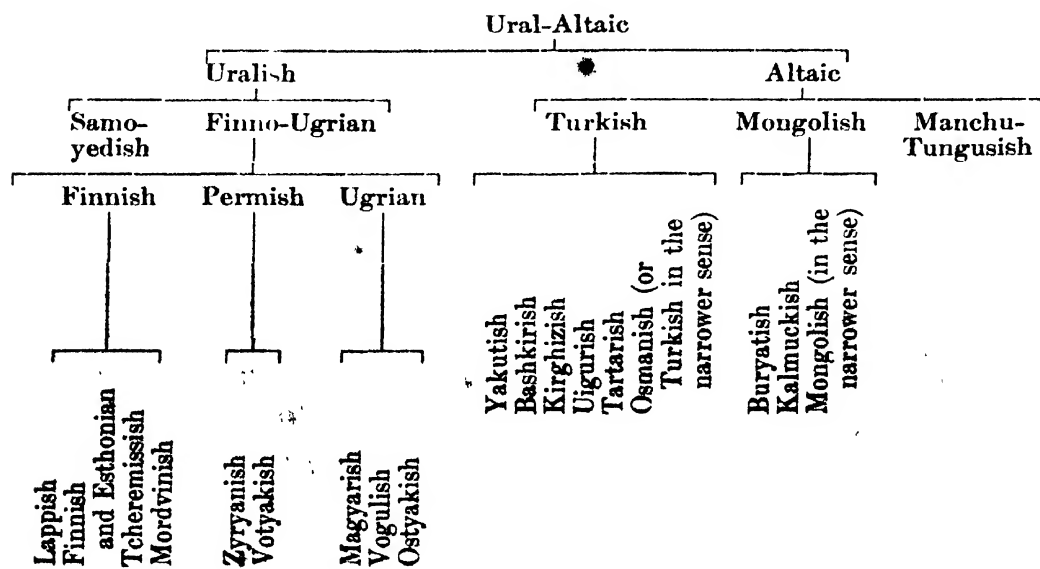 Ural-Altaic
Uralish
Altaic
Samo-
yedish
Finno-Ugrian
Turkish
Mongolish
Manchu-
Tungusish
Finnish
Permish
Ugrian
Lappish
Finnish
and Esthonian
Tcheremissish
Mordvinish
Zyryanish
Votyakish
Magyarish
Vogulish
Ostyakish
Yakutish
Bashkirish
Kirghizish
Uigurish
Tartarish
Osmanish (or
Turkish in the
narrower sense)
Buryatish
Kalmuckish
Mongolish (in the
narrower sense)